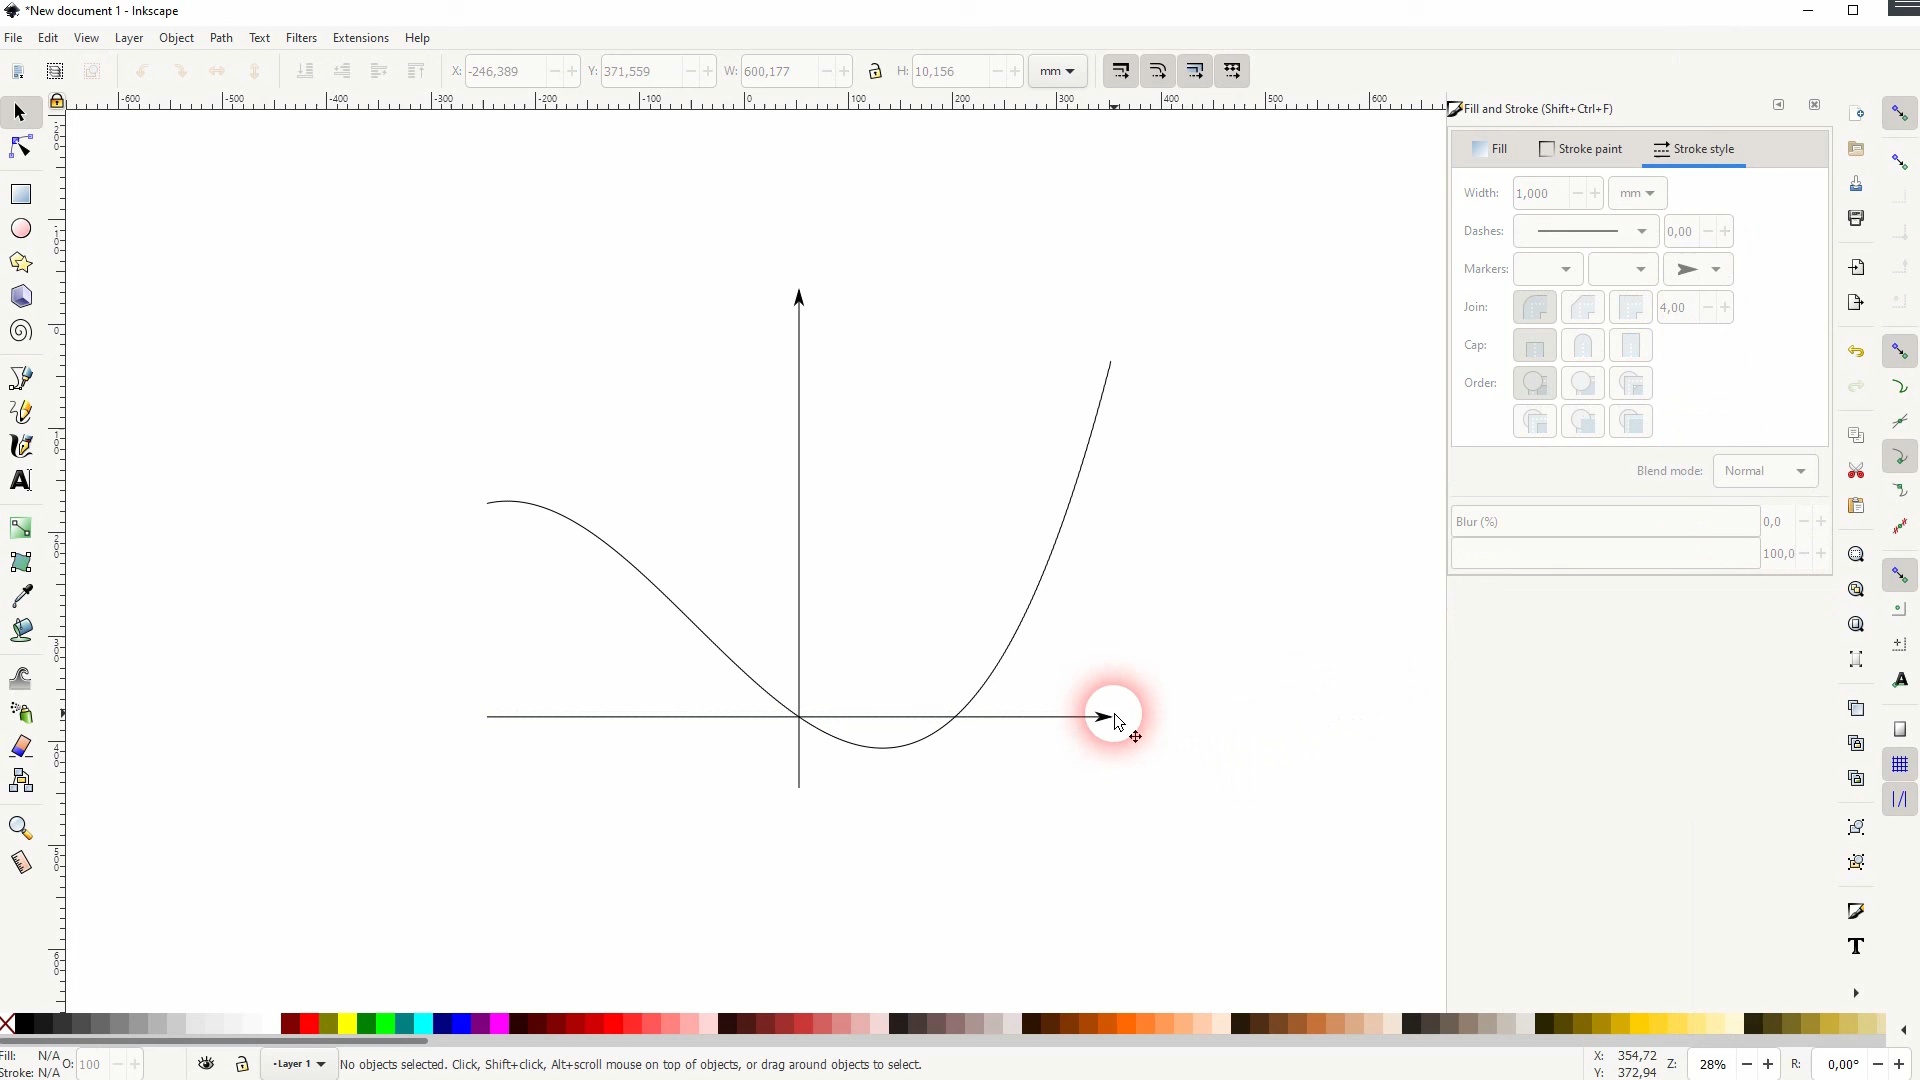 *New document 1 - Inkscape
File Edit View Layer Object Path Text Filters Extensions Help
X: -246,389 Y: 371,559 W: 600,177 H: 10,156 mm
-600 -500 -400 -300 -200 -100 0 100 200 300 400 500 600
Fill and Stroke (Shift+Ctrl+F)
Fill Stroke paint Stroke style
Width: 1,000 mm
Dashes: 0,00
Markers:
Join: 4,00
Cap:
Order:
Blend mode: Normal
Blur (%) 0,0
100,0
Fill: N/A
Stroke: N/A
O: 100
-Layer 1
No objects selected. Click, Shift+click, Alt+scroll mouse on top of objects, or drag around objects to select.
X: 354,72
Y: 372,94
Z: 28%
R: 0,00°